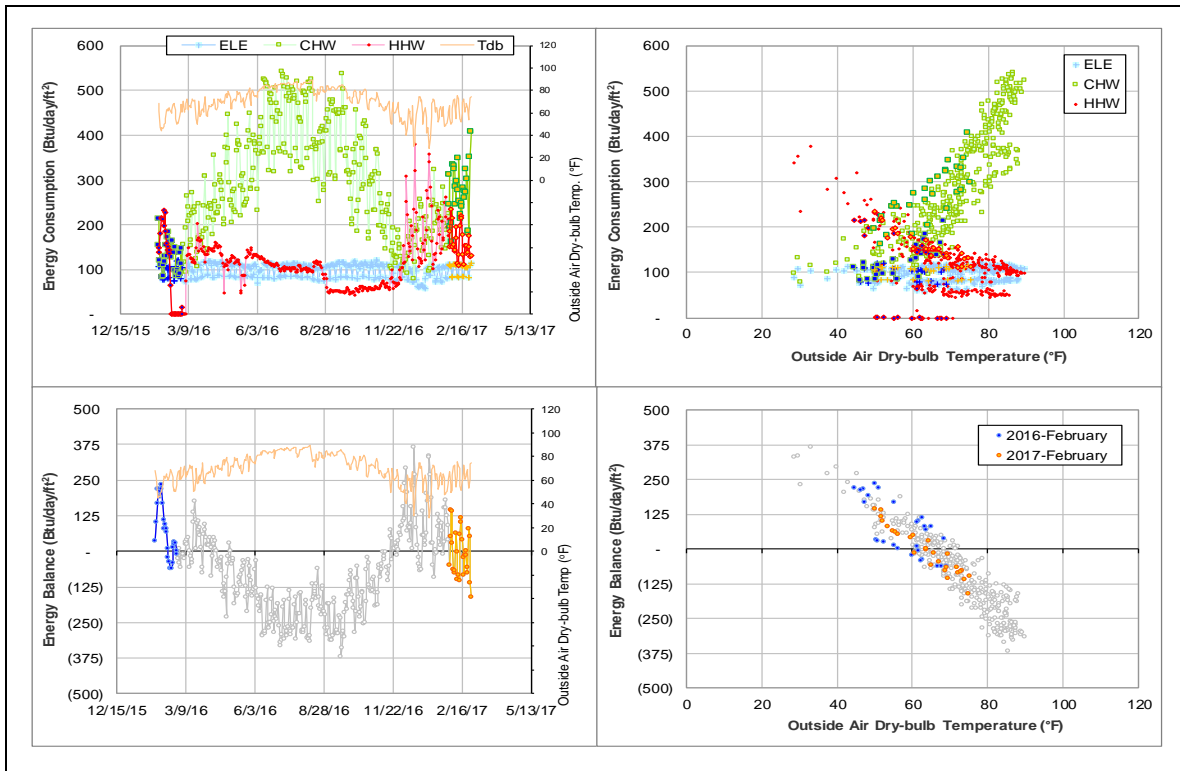 ELE CHW HHW Tdb
Energy Consumption (Btu/day/ft²)
600
500
400
300
200
100
-
120
100
80
60
40
20
0
Outside Air Dry-bulb Temp. (°F)
12/15/15 3/9/16 6/3/16 8/28/16 11/22/16 2/16/17 5/13/17
Energy Consumption (Btu/day/ft²)
600
500
400
300
200
100
-
ELE
CHW
HHW
0 20 40 60 80 100 120
Outside Air Dry-bulb Temperature (°F)
Energy Balance (Btu/day/ft²)
500
375
250
125
-
(125)
(250)
(375)
(500)
120
100
80
60
40
20
0
Outside Air Dry-bulb Temp (°F)
12/15/15 3/9/16 6/3/16 8/28/16 11/22/16 2/16/17 5/13/17
Energy Balance (Btu/day/ft²)
500
375
250
125
-
(125)
(250)
(375)
(500)
2016-February
2017-February
0 20 40 60 80 100 120
Outside Air Dry-bulb Temperature (°F)